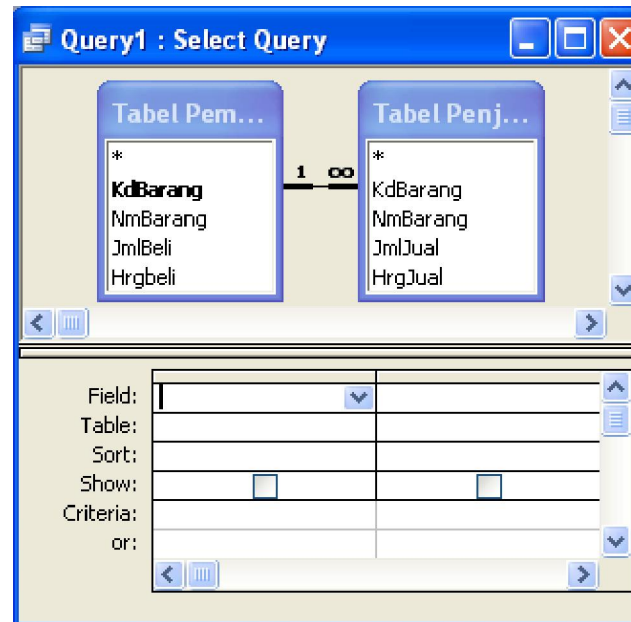 Query1 : Select Query
Tabel Pem...
*
KdBarang
NmBarang
JmlBeli
Hrgbeli
1 ∞
Tabel Penj...
*
KdBarang
NmBarang
JmlJual
HrgJual
Field:
Table:
Sort:
Show:
Criteria:
or: